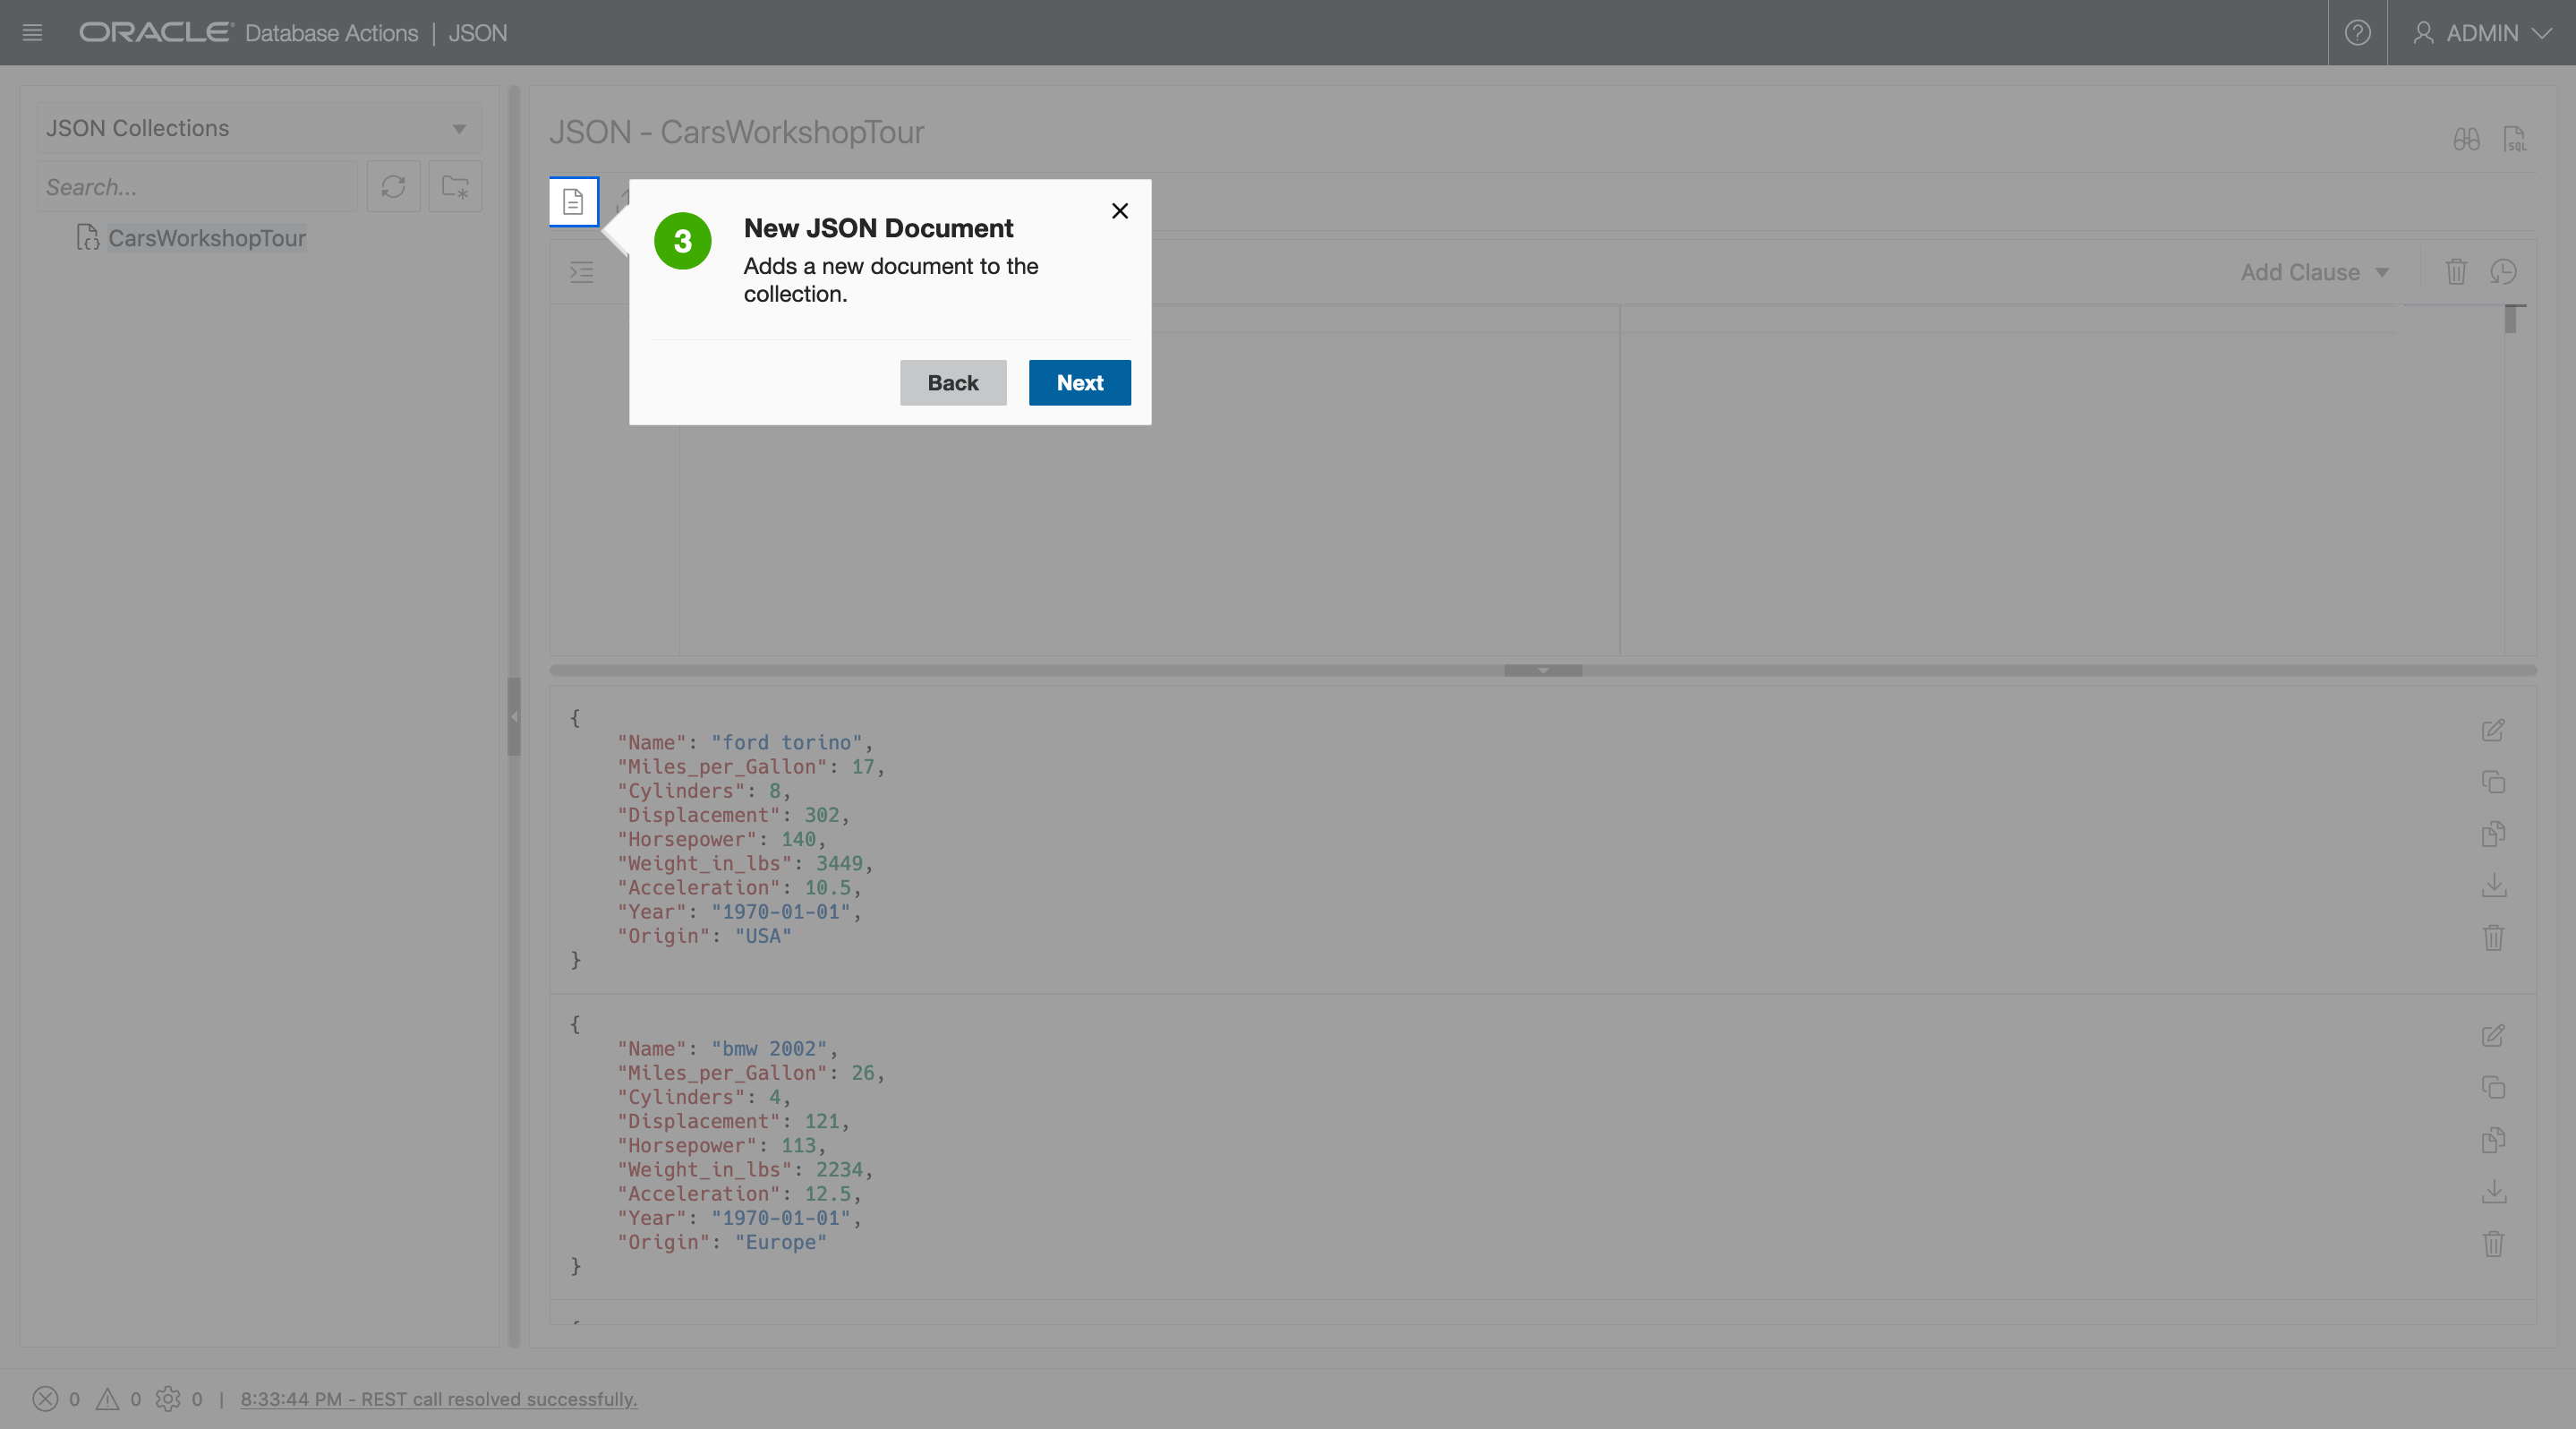 ORACLE Database Actions | JSON
ADMIN
JSON Collections
Search...
CarsWorkshopTour
JSON - CarsWorkshopTour
SQL
3
New JSON Document
Adds a new document to the
collection.
Back
Next
Add Clause
{
"Name": "ford torino",
"Miles_per_Gallon": 17,
"Cylinders": 8,
"Displacement": 302,
"Horsepower": 140,
"Weight_in_lbs": 3449,
"Acceleration": 10.5,
"Year": "1970-01-01",
"Origin": "USA"
}
{
"Name": "bmw 2002",
"Miles_per_Gallon": 26,
"Cylinders": 4,
"Displacement": 121,
"Horsepower": 113,
"Weight_in_lbs": 2234,
"Acceleration": 12.5,
"Year": "1970-01-01",
"Origin": "Europe"
}
0 0 0 | 8:33:44 PM - REST call resolved successfully.